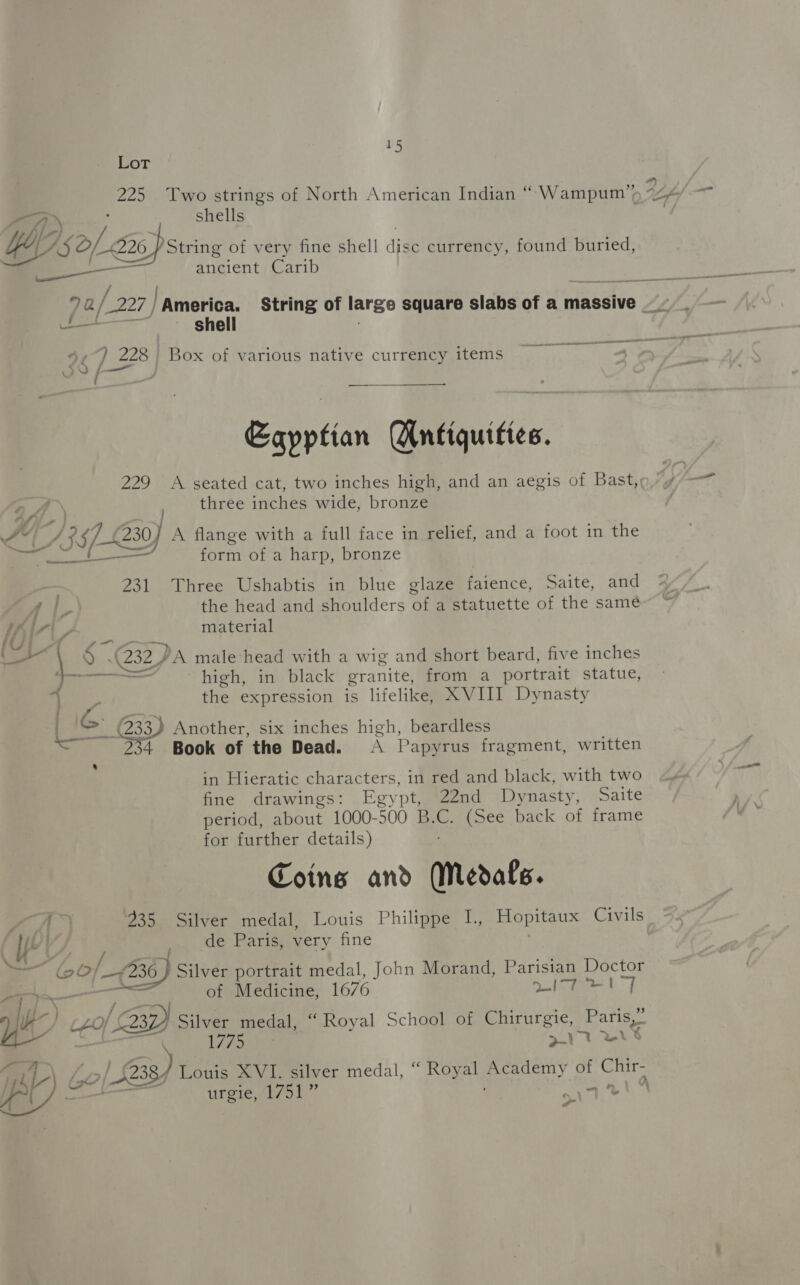 15
Lot
225 Two strings of North American Indian “Wampum”,
shells
50/ 226 String of very fine shell disc currency, found buried,
ancient Carib
227 America. String of large square slabs of a massive
shell
228 Box of various native currency items
Egyptian Antiquities.
229 A seated cat, two inches high, and an aegis of Bast,
three inches wide, bronze
35/ 230 A flange with a full face in relief, and a foot in the
form of a harp, bronze
231 Three Ushabtis in blue glaze faience, Saite, and
the head and shoulders of a statuette of the same
material
232 A male head with a wig and short beard, five inches
high, in black granite, from a portrait statue,
the expression is lifelike, XVIII Dynasty
233 Another, six inches high, beardless
234 Book of the Dead. A Papyrus fragment, written
in Hieratic characters, in red and black, with two
fine drawings: Egypt, 22nd Dynasty, Saite
period, about 1000-500 B.C. (See back of frame
for further details)
Coins and Medals.
235 Silver medal, Louis Philippe I., Hopitaux Civils
de Paris, very fine
60/ 236 Silver portrait medal, John Morand, Parisian Doctor
of Medicine, 1676
237 Silver medal, “Royal School of Chirurgie, Paris,”
1775
60/ 238 Louis XVI. silver medal, “Royal Academy of Chir-
urgie, 1751”